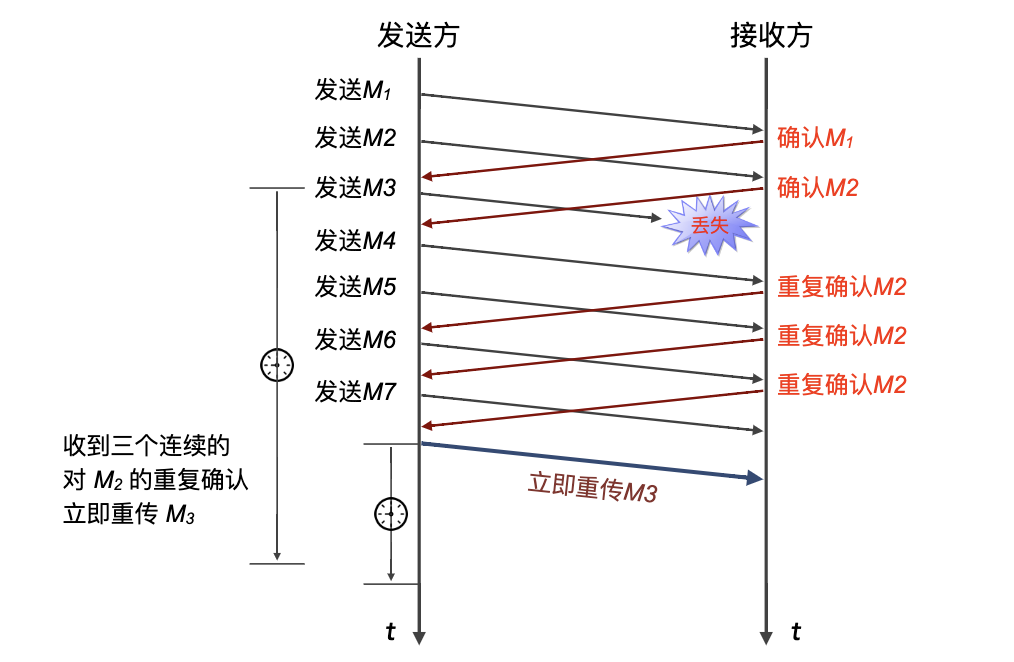 发送方
接收方
发送M1
发送M2
确认M1
发送M3
确认M2
丢失
发送M4
发送M5
重复确认M2
发送M6
重复确认M2
发送M7
重复确认M2
收到三个连续的
对 M2 的重复确认
立即重传 M3
立即重传M3
t
t